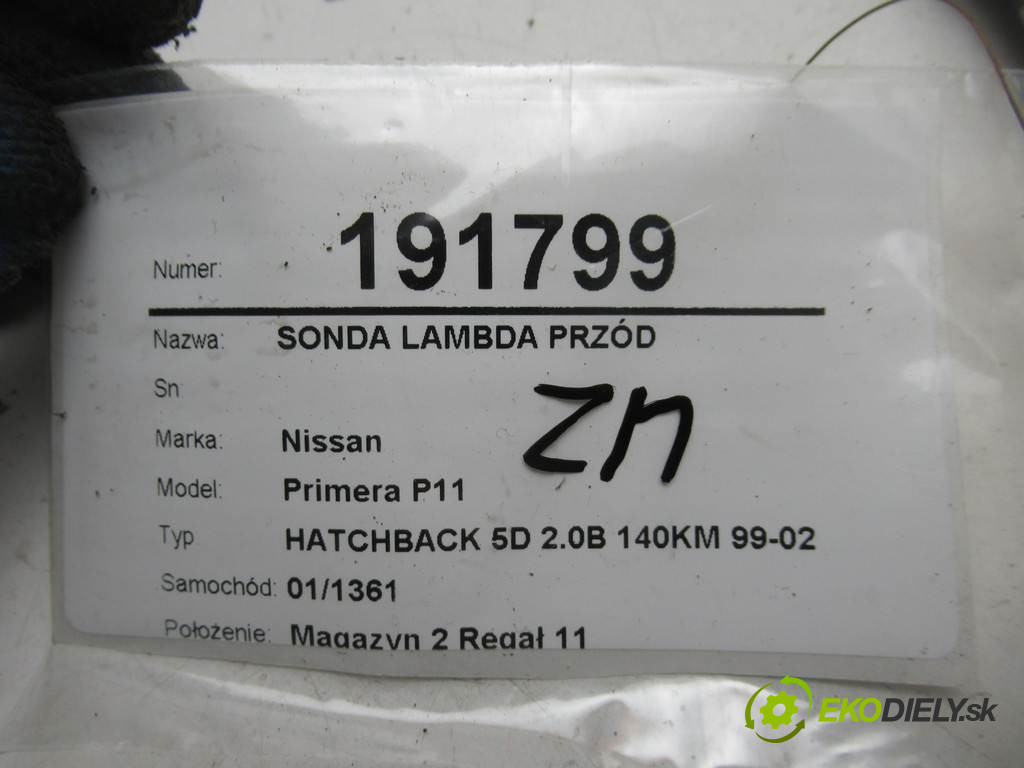 Numer: 191799
Nazwa: SONDA LAMBDA PRZÓD
Sn
zn
Marka: Nissan
Model: Primera P11
Typ HATCHBACK 5D 2.0B 140KM 99-02
Samochód: 01/1361
Położenie: Magazyn 2 Regał 11
EKODIELY.sk